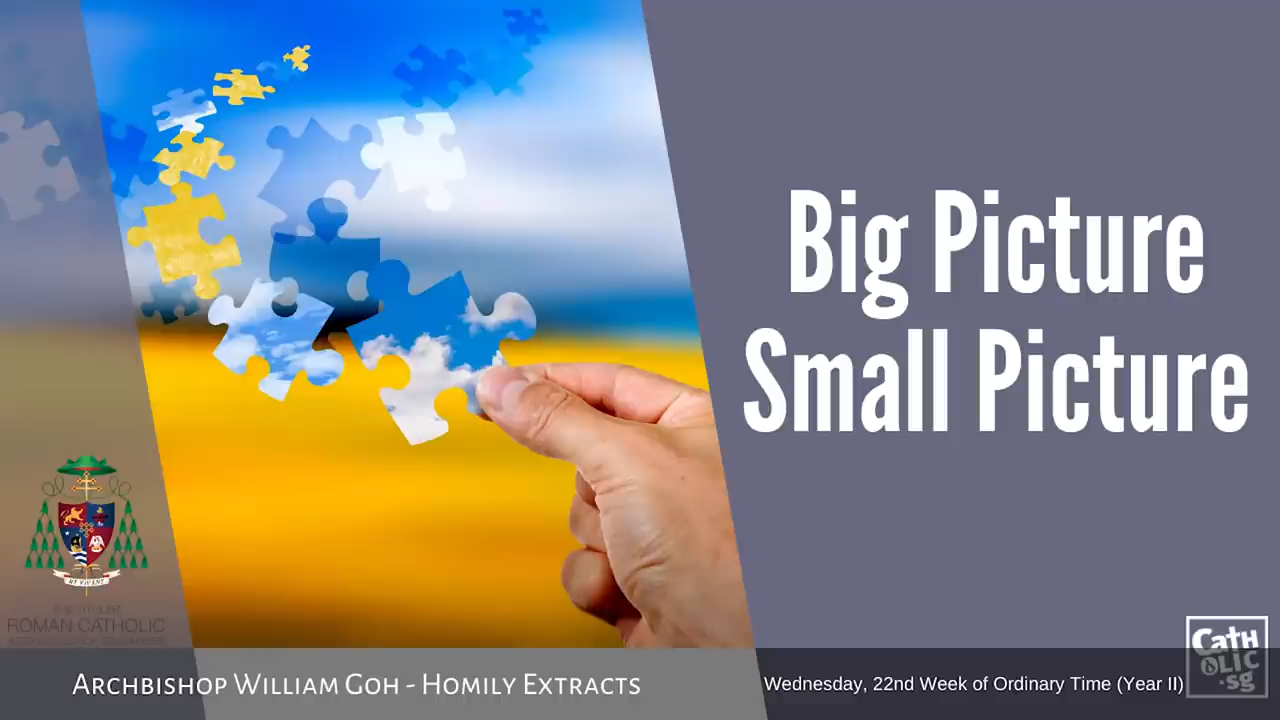 Big Picture
Small Picture
ROMAN CATHOLIC
Archbishop William Goh - Homily Extracts
Wednesday, 22nd Week of Ordinary Time (Year II)
CatH
OLIC
.sg